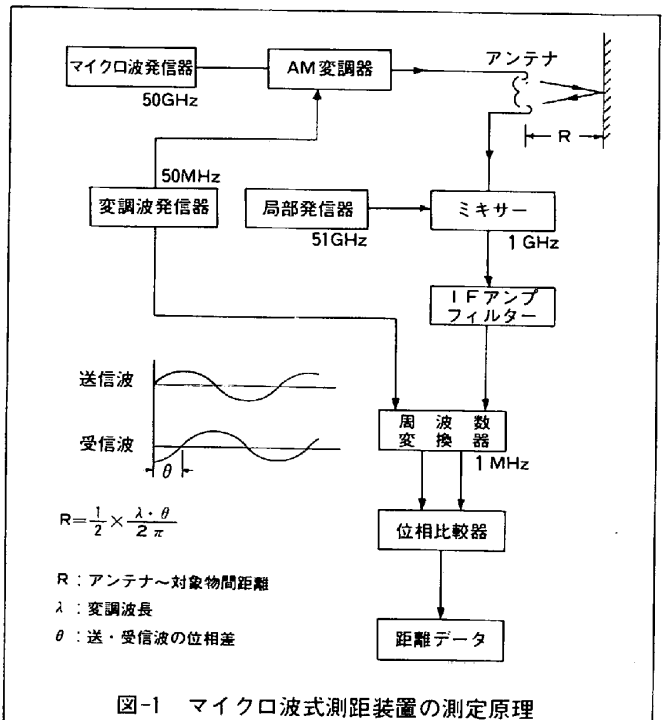 マイクロ波発信器
50GHz
AM変調器
アンテナ
R
50MHz
変調波発信器
局部発信器
51GHz
ミキサー
1GHz
IFアンプ
フィルター
送信波
受信波
θ
周波数
変換器
1MHz
R=1/2×λ・θ/2π
位相比較器
R：アンテナ～対象物間距離
λ：変調波長
θ：送・受信波の位相差
距離データ
図-1 マイクロ波式測距装置の測定原理